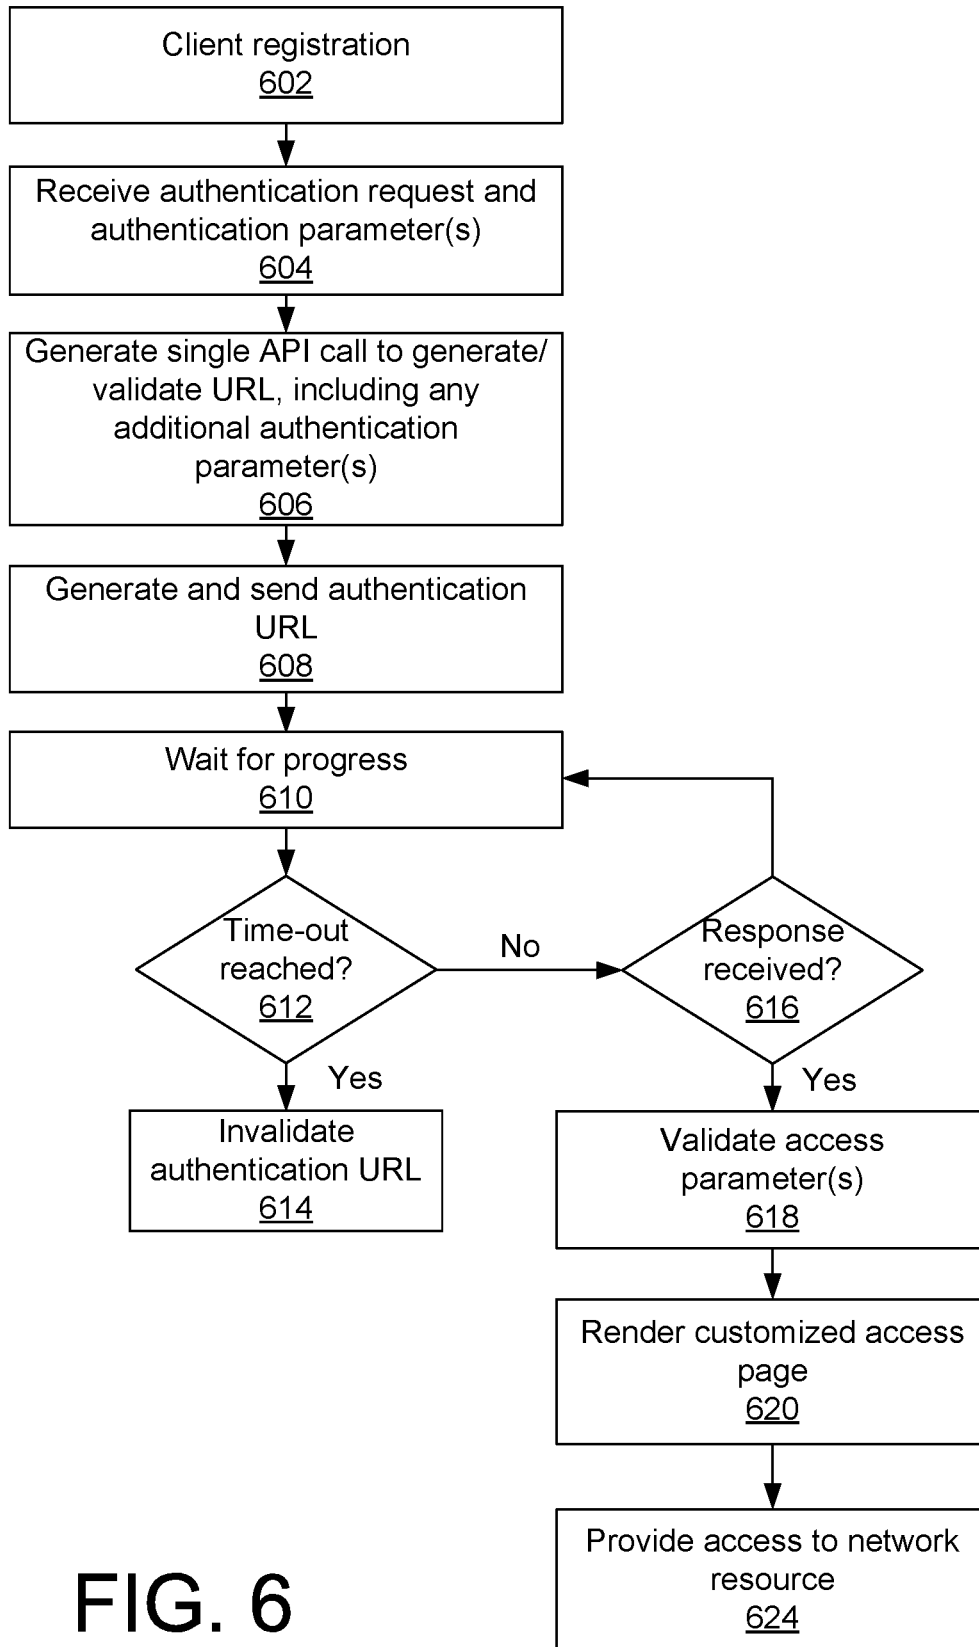 Client registration
602
Receive authentication request and
authentication parameter(s)
604
Generate single API call to generate/
validate URL, including any
additional authentication
parameter(s)
606
Generate and send authentication
URL
608
Wait for progress
610
Time-out
reached?
612
No
Response
received?
616
Yes
Yes
Invalidate
authentication URL
614
Validate access
parameter(s)
618
Render customized access
page
620
Provide access to network
resource
624
FIG. 6